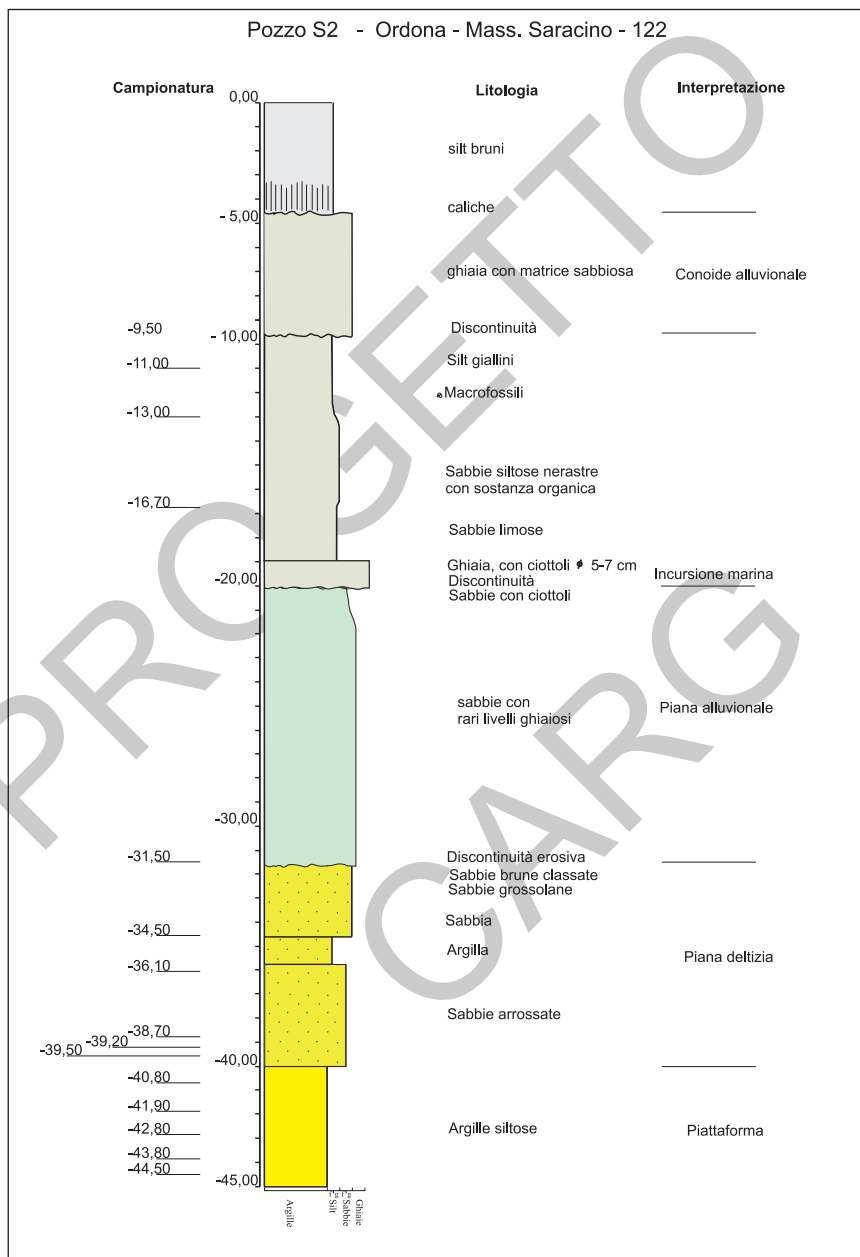 Pozzo S2 - Ordona - Mass. Saracino - 122
Campionatura
Litologia
Interpretazione
0,00
silt bruni
caliche
- 5,00
ghiaia con matrice sabbiosa
Conoide alluvionale
-9,50
- 10,00
Discontinuità
Silt giallini
-11,00
Macrofossili
-13,00
Sabbie siltose nerastre
con sostanza organica
-16,70
Sabbie limose
Ghiaia, con ciottoli ø 5-7 cm
-20,00
Discontinuità
Incursione marina
Sabbie con ciottoli
sabbie con
rari livelli ghiaiosi
Piana alluvionale
-30,00
-31,50
Discontinuità erosiva
Sabbie brune classate
Sabbie grossolane
Sabbia
-34,50
Argilla
Piana deltizia
-36,10
Sabbie arrossate
-38,70
-39,20
-39,50
-40,00
-40,80
-41,90
-42,80
Argille siltose
Piattaforma
-43,80
-44,50
-45,00
Argille
Silt
Sabbie
Ghiaie
PROGETTO
CARG